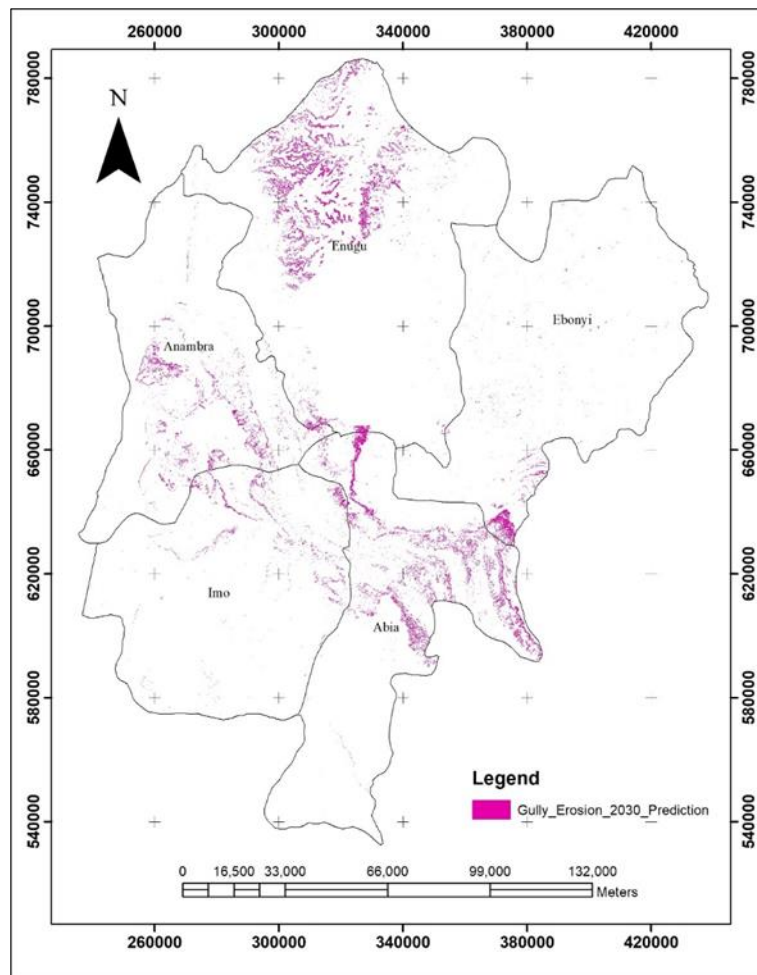 260000 300000 340000 380000 420000
780000 780000
N
740000 740000
Enugu
Ebonyi
700000 700000
Anambra
660000 660000
620000 620000
Imo
Abia
580000 580000
Legend
Gully_Erosion_2030_Prediction
540000 540000
0 16,500 33,000 66,000 99,000 132,000
Meters
260000 300000 340000 380000 420000